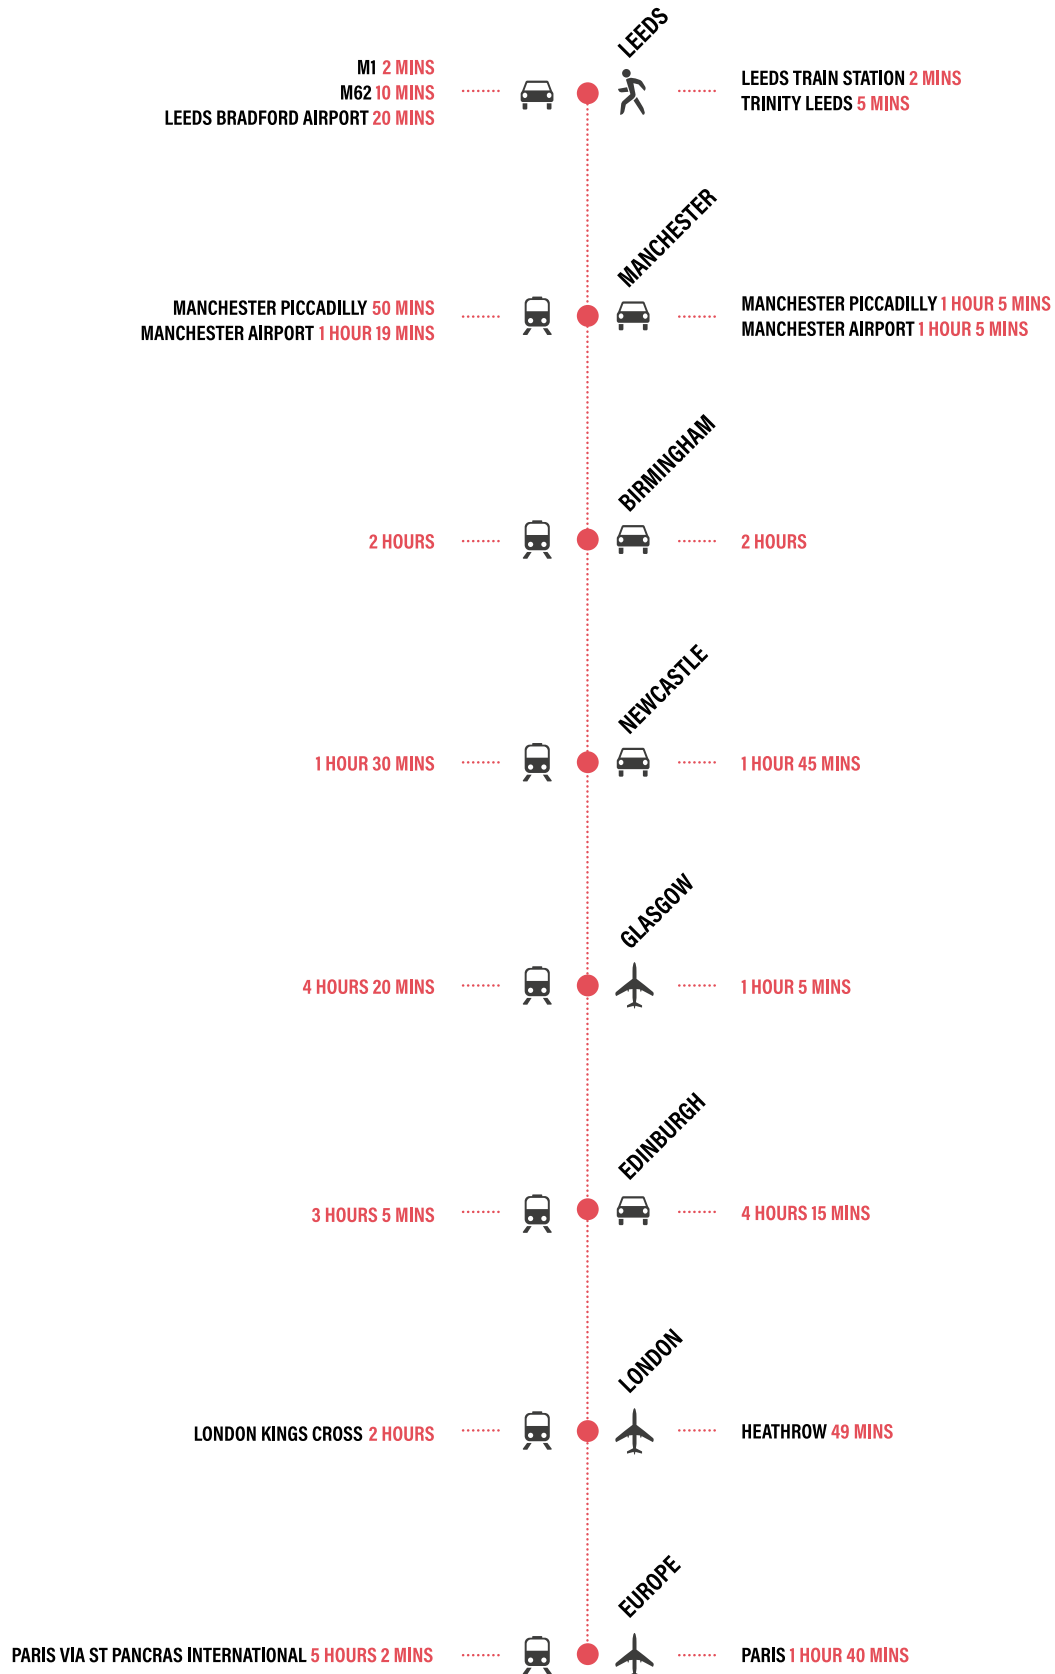 LEEDS
M1 2 MINS
M62 10 MINS
LEEDS BRADFORD AIRPORT 20 MINS
LEEDS TRAIN STATION 2 MINS
TRINITY LEEDS 5 MINS
MANCHESTER
MANCHESTER PICCADILLY 50 MINS
MANCHESTER AIRPORT 1 HOUR 19 MINS
MANCHESTER PICCADILLY 1 HOUR 5 MINS
MANCHESTER AIRPORT 1 HOUR 5 MINS
BIRMINGHAM
2 HOURS
2 HOURS
NEWCASTLE
1 HOUR 30 MINS
1 HOUR 45 MINS
GLASGOW
4 HOURS 20 MINS
1 HOUR 5 MINS
EDINBURGH
3 HOURS 5 MINS
4 HOURS 15 MINS
LONDON
LONDON KINGS CROSS 2 HOURS
HEATHROW 49 MINS
EUROPE
PARIS VIA ST PANCRAS INTERNATIONAL 5 HOURS 2 MINS
PARIS 1 HOUR 40 MINS